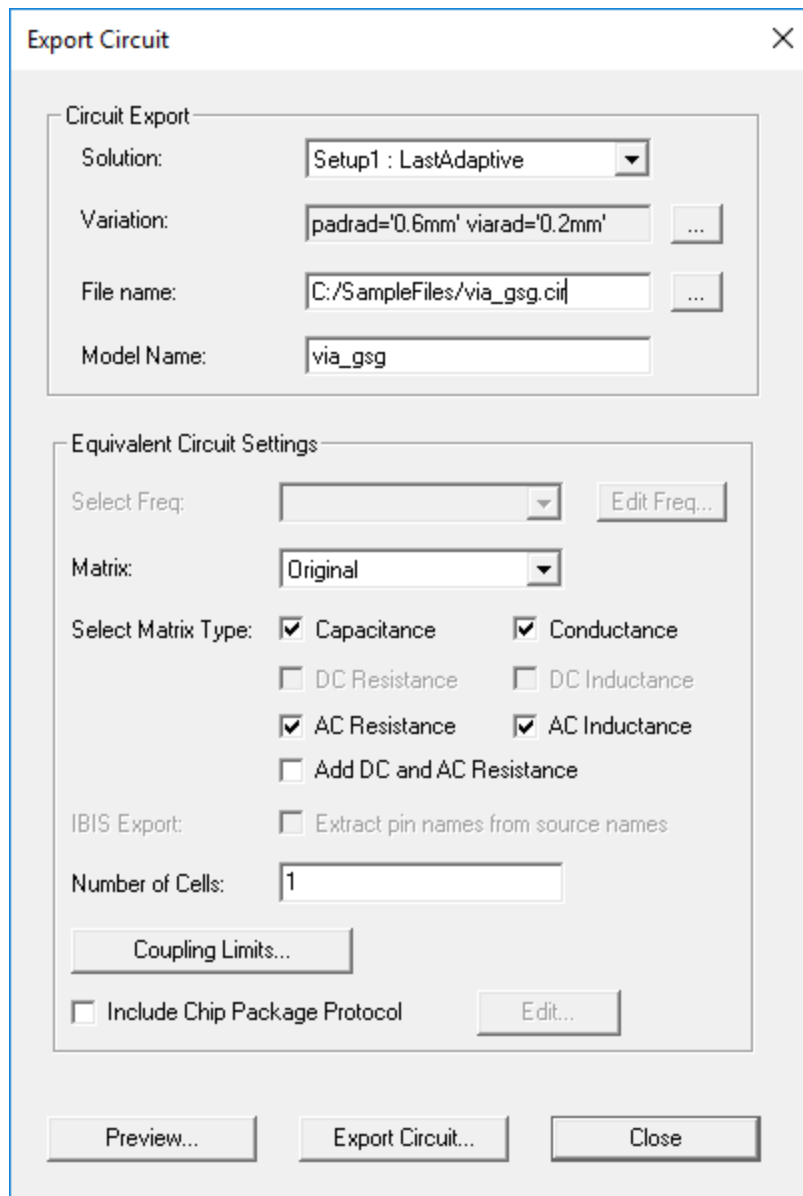 Export Circuit
Circuit Export
Solution: Setup1 : LastAdaptive
Variation: padrad='0.6mm' viarad='0.2mm' ...
File name: C:/SampleFiles/via_gsg.cir ...
Model Name: via_gsg
Equivalent Circuit Settings
Select Freq: Edit Freq...
Matrix: Original
Select Matrix Type: Capacitance Conductance
DC Resistance DC Inductance
AC Resistance AC Inductance
Add DC and AC Resistance
IBIS Export: Extract pin names from source names
Number of Cells: 1
Coupling Limits...
Include Chip Package Protocol Edit...
Preview... Export Circuit... Close